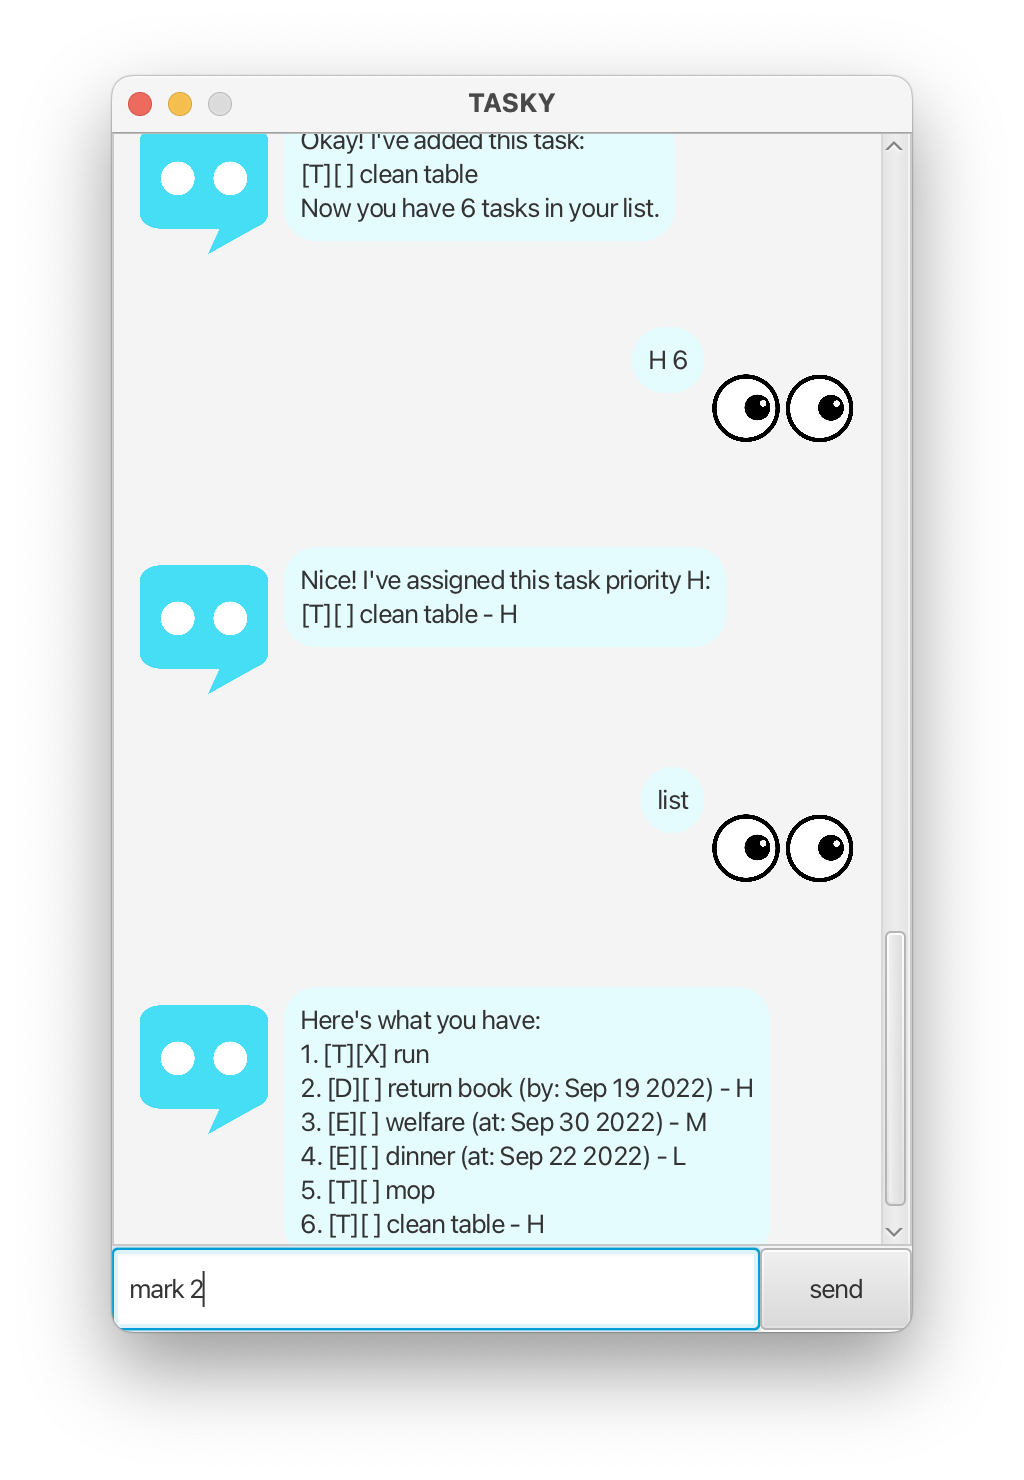 TASKY
Okay! I've added this task:
[T][ ] clean table
Now you have 6 tasks in your list.
H 6
Nice! I've assigned this task priority H:
[T][ ] clean table - H
list
Here's what you have:
1. [T][X] run
2. [D][ ] return book (by: Sep 19 2022) - H
3. [E][ ] welfare (at: Sep 30 2022) - M
4. [E][ ] dinner (at: Sep 22 2022) - L
5. [T][ ] mop
6. [T][ ] clean table - H
mark 2
send